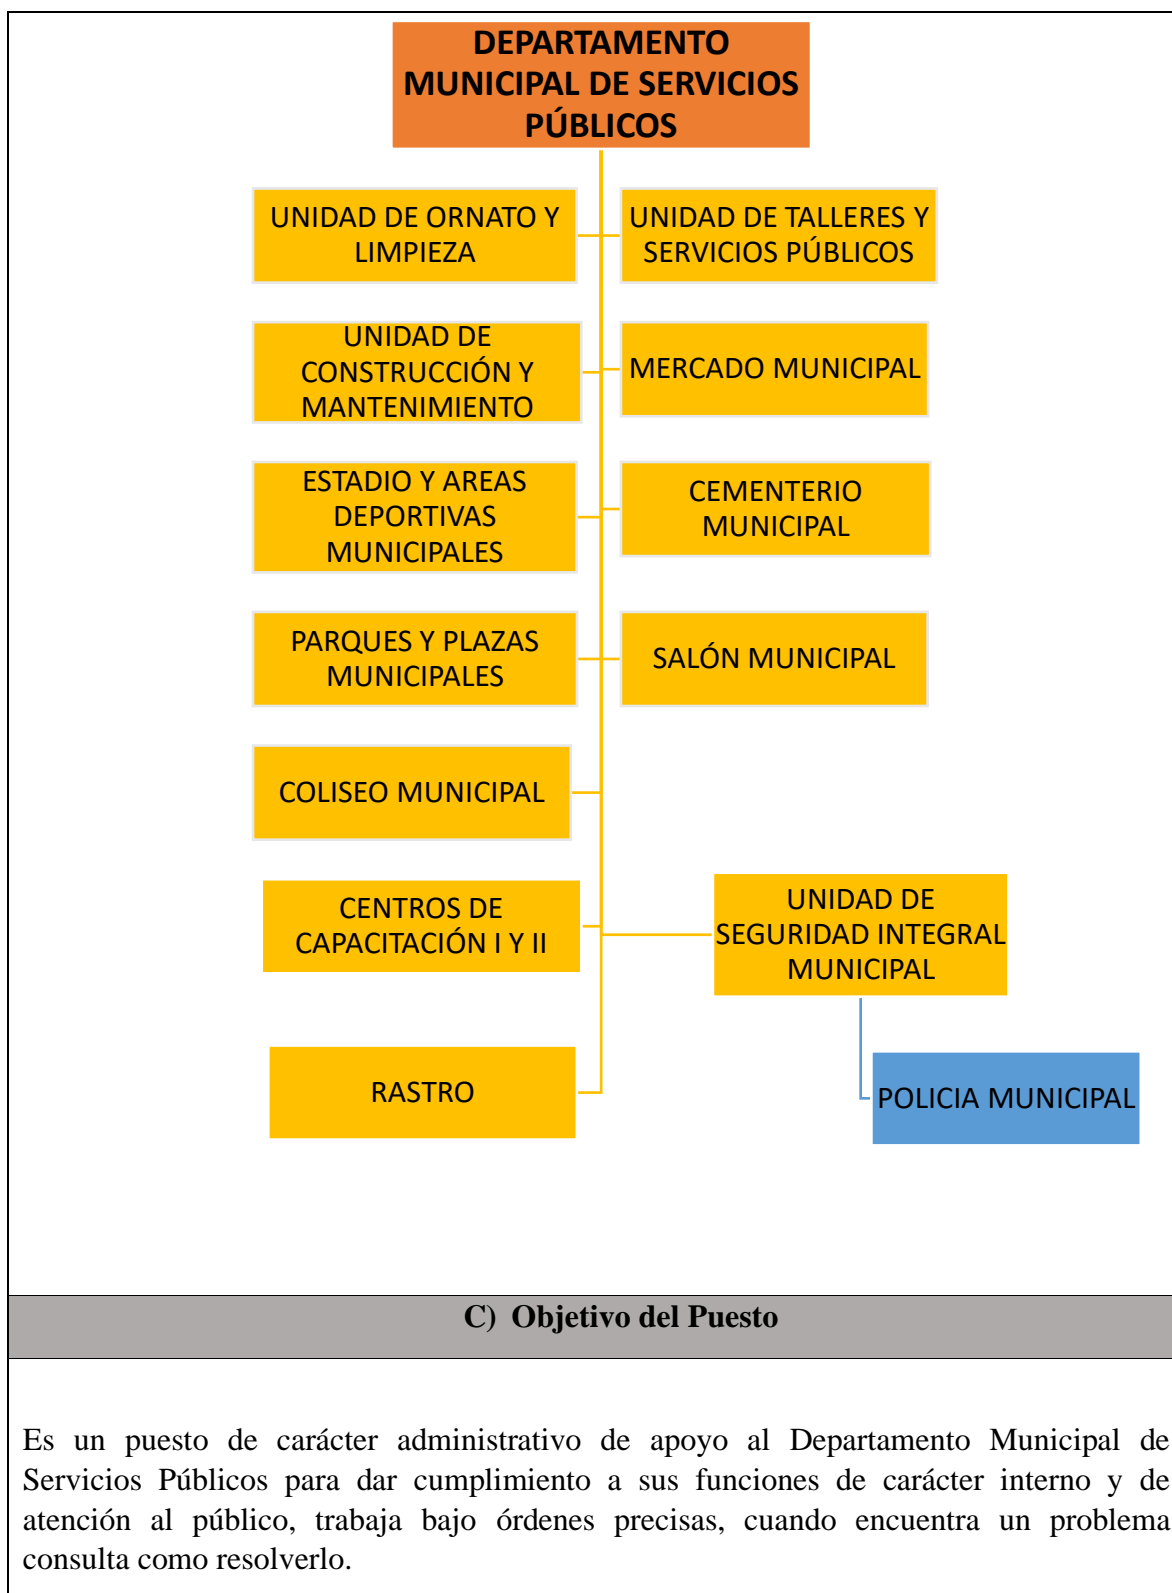 DEPARTAMENTO
MUNICIPAL DE SERVICIOS
PÚBLICOS
UNIDAD DE ORNATO Y
LIMPIEZA
UNIDAD DE TALLERES Y
SERVICIOS PÚBLICOS
UNIDAD DE
CONSTRUCCIÓN Y
MANTENIMIENTO
MERCADO MUNICIPAL
ESTADIO Y AREAS
DEPORTIVAS
MUNICIPALES
CEMENTERIO
MUNICIPAL
PARQUES Y PLAZAS
MUNICIPALES
SALÓN MUNICIPAL
COLISEO MUNICIPAL
CENTROS DE
CAPACITACIÓN I Y II
UNIDAD DE
SEGURIDAD INTEGRAL
MUNICIPAL
RASTRO
POLICIA MUNICIPAL
C) Objetivo del Puesto
Es un puesto de carácter administrativo de apoyo al Departamento Municipal de
Servicios Públicos para dar cumplimiento a sus funciones de carácter interno y de
atención al público, trabaja bajo órdenes precisas, cuando encuentra un problema
consulta como resolverlo.